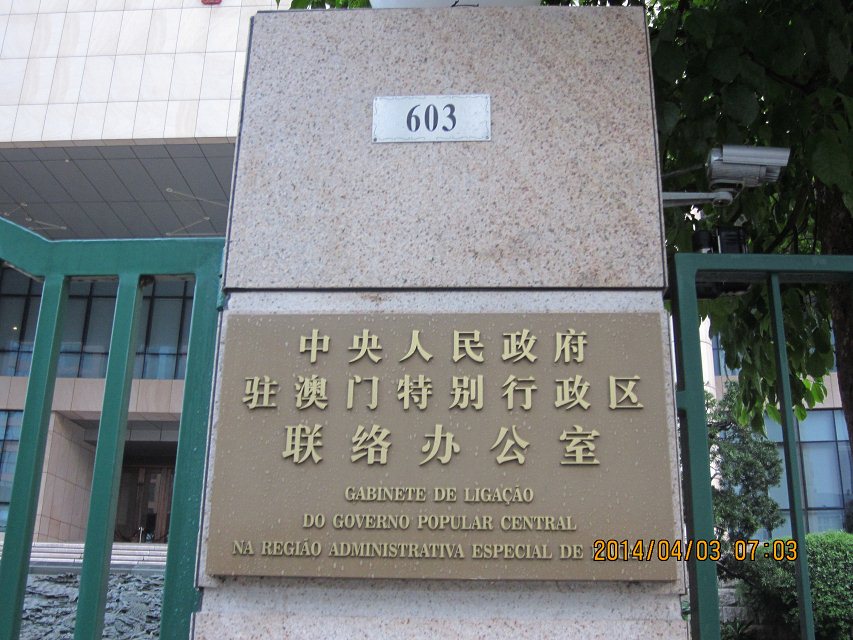 603
中央人民政府
驻澳门特别行政区
联络办公室
GABINETE DE LIGAÇÃO
DO GOVERNO POPULAR CENTRAL
NA REGIÃO ADMINISTRATIVA ESPECIAL DE
2014/04/03 07:03